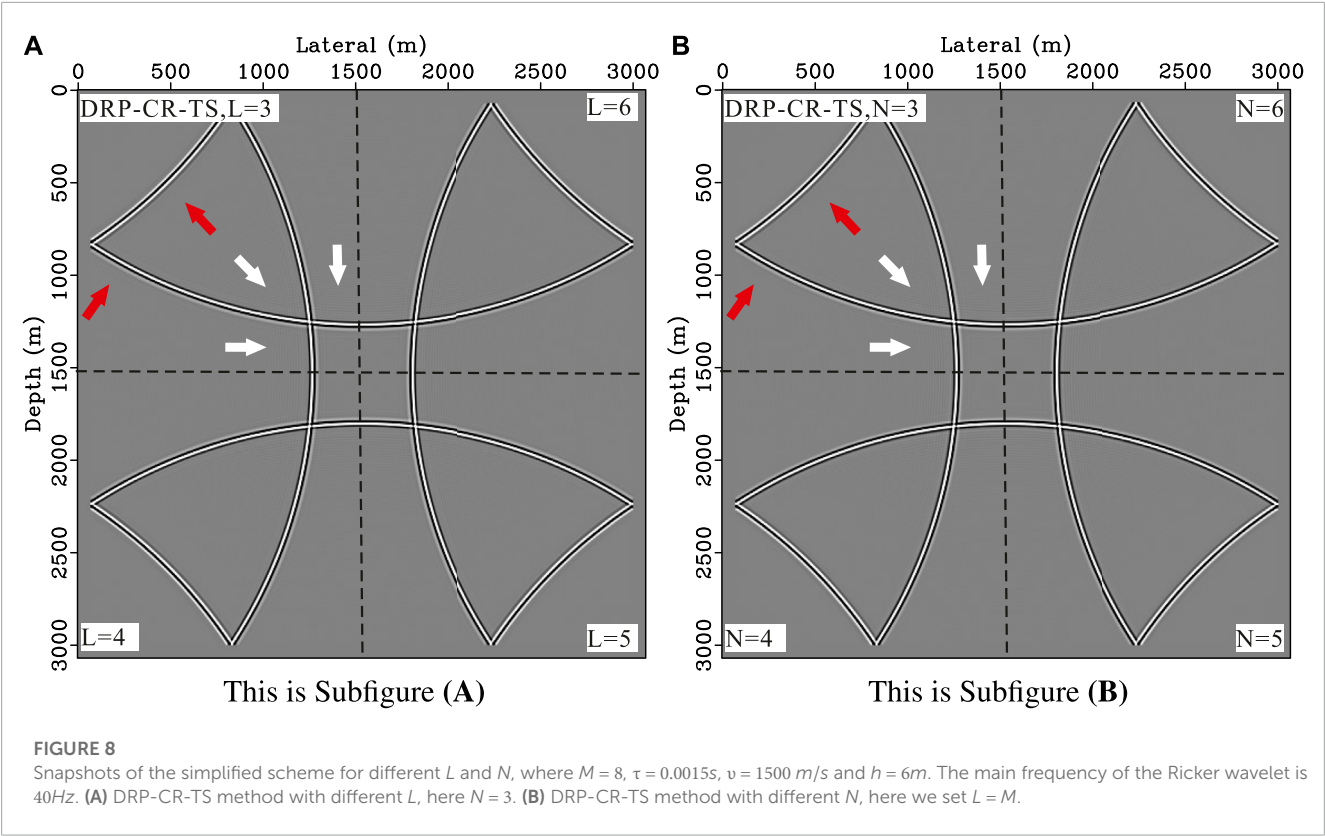 A
Lateral (m)
0 500 1000 1500 2000 2500 3000
Depth (m)
0
500
1000
1500
2000
2500
3000
DRP-CR-TS,L=3
L=6
L=4
L=5
This is Subfigure (A)
B
Lateral (m)
0 500 1000 1500 2000 2500 3000
Depth (m)
0
500
1000
1500
2000
2500
3000
DRP-CR-TS,N=3
N=6
N=4
N=5
This is Subfigure (B)
FIGURE 8
Snapshots of the simplified scheme for different L and N, where M = 8, τ = 0.0015s, υ = 1500 m/s and h = 6m. The main frequency of the Ricker wavelet is
40Hz. (A) DRP-CR-TS method with different L, here N = 3. (B) DRP-CR-TS method with different N, here we set L = M.